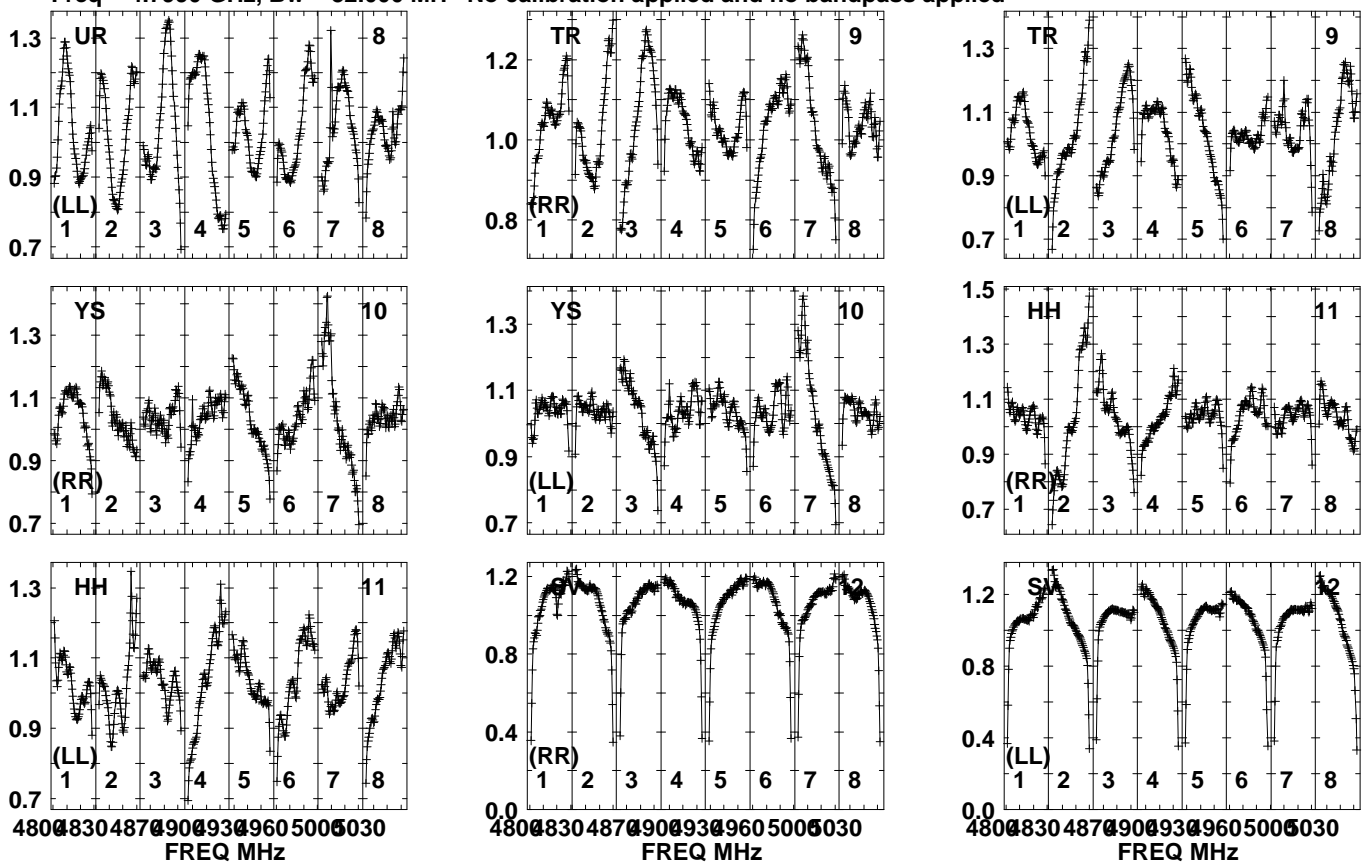 Freq GHz, Bw No calibration applied and no bandpass applied
1.3
1.1
0.9
0.7
UR 8
(LL)
1 2 3 4 5 6 7 8
1.2
1.0
0.8
TR 9
(RR)
1 2 3 4 5 6 7 8
1.3
1.1
0.9
0.7
TR 9
(LL)
1 2 3 4 5 6 7 8
1.3
1.1
0.9
0.7
YS 10
(RR)
1 2 3 4 5 6 7 8
1.3
1.1
0.9
0.7
YS 10
(LL)
1 2 3 4 5 6 7 8
1.5
1.3
1.1
0.9
0.7
HH 11
(RR)
1 2 3 4 5 6 7 8
1.3
1.1
0.9
0.7
HH 11
(LL)
1 2 3 4 5 6 7 8
4800 4830 4870 4900 4930 4960 5000 5030
FREQ MHz
1.2
0.8
0.4
0.0
SV 12
(RR)
1 2 3 4 5 6 7 8
4800 4830 4870 4900 4930 4960 5000 5030
FREQ MHz
1.2
0.8
0.4
0.0
SV 12
(LL)
1 2 3 4 5 6 7 8
4800 4830 4870 4900 4930 4960 5000 5030
FREQ MHz